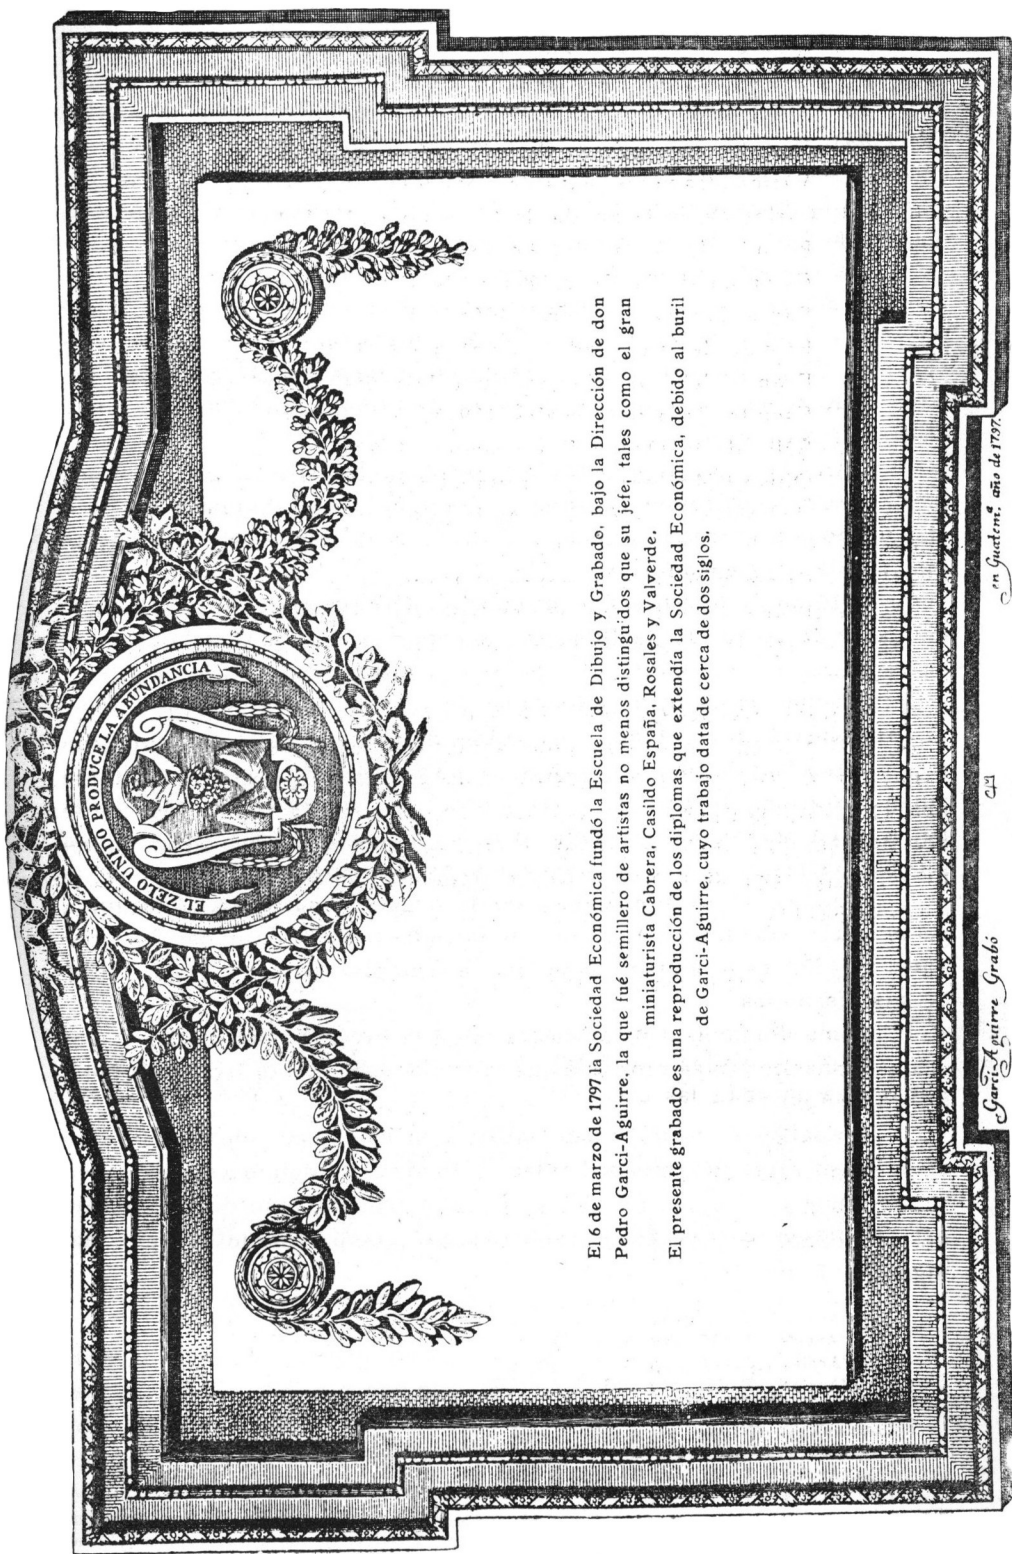 EL ZELO UNIDO PRODUCE LA ABUNDANCIA
El 6 de marzo de 1797 la Sociedad Económica fundó la Escuela de Dibujo y Grabado, bajo la Dirección de don
Pedro Garci-Aguirre, la que fué semillero de artistas no menos distinguidos que su jefe, tales como el gran
miniaturista Cabrera, Casildo España, Rosales y Valverde.
El presente grabado es una reproducción de los diplomas que extendía la Sociedad Económica, debido al buril
de Garci-Aguirre, cuyo trabajo data de cerca de dos siglos.
Garci-Aguirre Grabó en Guatem.ª año de 1797.